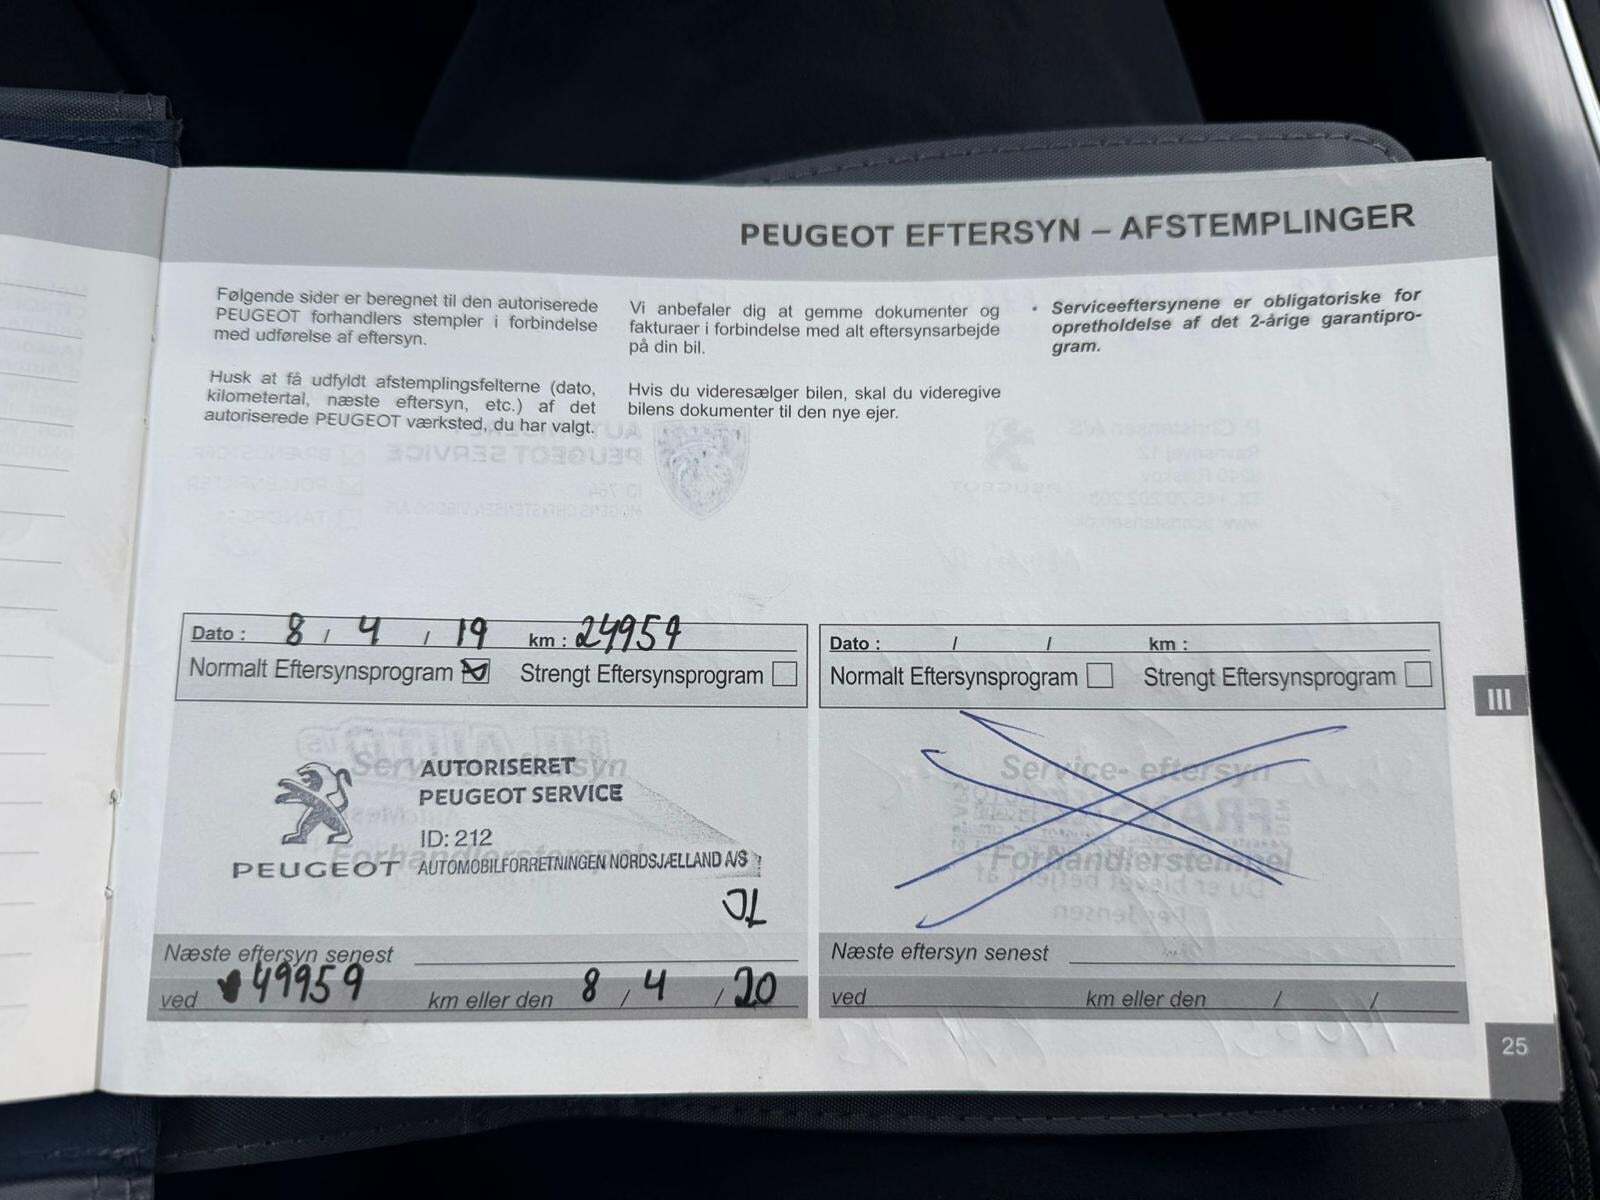 PEUGEOT EFTERSYN – AFSTEMPLINGER
Følgende sider er beregnet til den autoriserede
PEUGEOT forhandlers stempler i forbindelse
med udførelse af eftersyn.
Husk at få udfyldt afstemplingsfelterne (dato,
kilometertal, næste eftersyn, etc.) af det
autoriserede PEUGEOT værksted, du har valgt.
Vi anbefaler dig at gemme dokumenter og
fakturaer i forbindelse med alt eftersynsarbejde
på din bil.
Hvis du videresælger bilen, skal du videregive
bilens dokumenter til den nye ejer.
• Serviceeftersynene er obligatoriske for
opretholdelse af det 2-årige garantipro-
gram.
Dato : 8 / 4 / 19 km : 24959
Normalt Eftersynsprogram Strengt Eftersynsprogram
AUTORISERET
PEUGEOT SERVICE
ID: 212
PEUGEOT AUTOMOBILFORRETNINGEN NORDSJÆLLAND A/S
Næste eftersyn senest
ved 49959 km eller den 8 / 4 / 20
Dato : / / km :
Normalt Eftersynsprogram Strengt Eftersynsprogram
Service- eftersyn
Forhandlerstempel
Næste eftersyn senest
ved km eller den / /
III
25